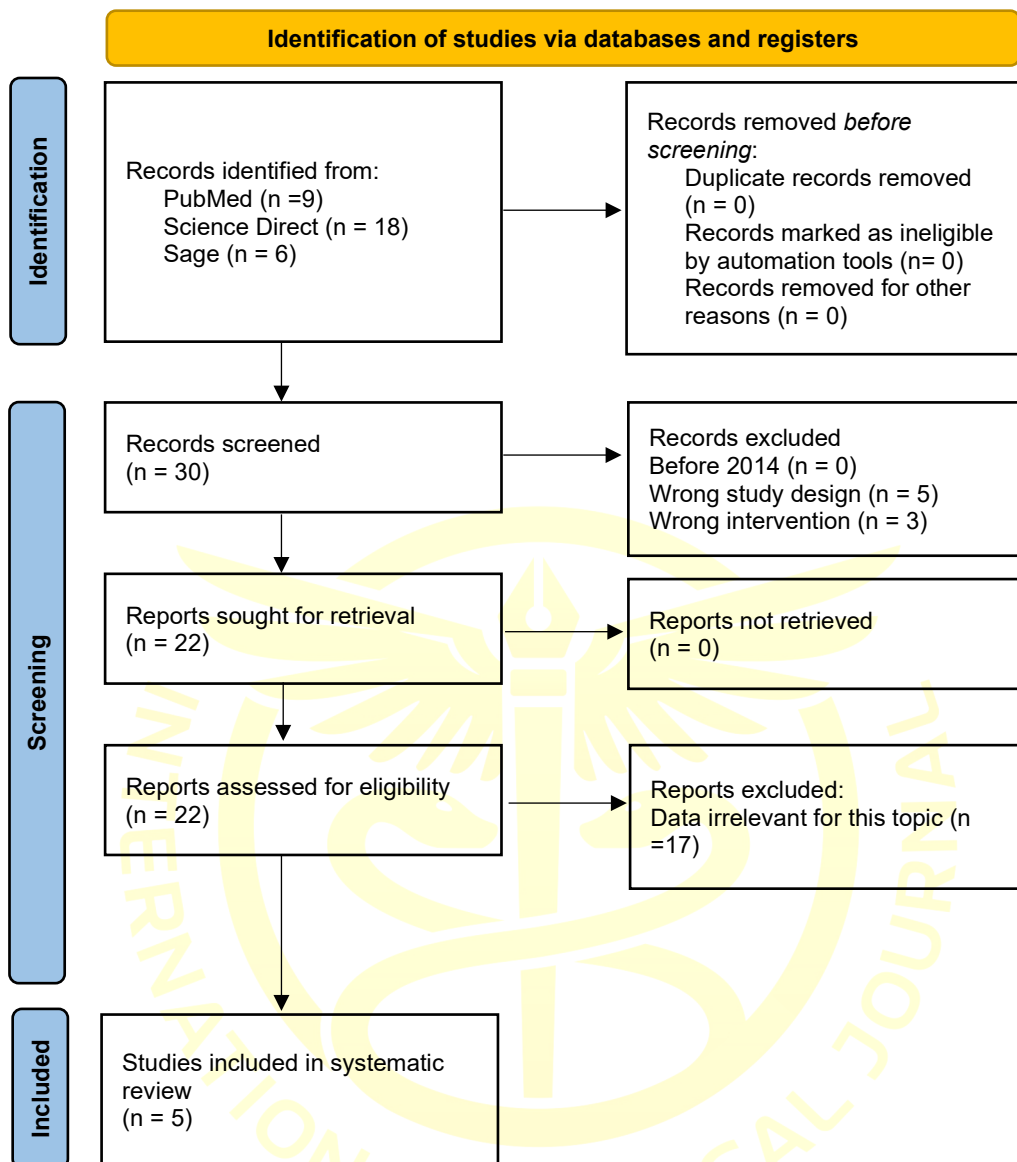 Identification of studies via databases and registers
Identification
Records identified from:
PubMed (n =9)
Science Direct (n = 18)
Sage (n = 6)
Records removed before
screening:
Duplicate records removed
(n = 0)
Records marked as ineligible
by automation tools (n= 0)
Records removed for other
reasons (n = 0)
Screening
Records screened
(n = 30)
Records excluded
Before 2014 (n = 0)
Wrong study design (n = 5)
Wrong intervention (n = 3)
Reports sought for retrieval
(n = 22)
Reports not retrieved
(n = 0)
Reports assessed for eligibility
(n = 22)
Reports excluded:
Data irrelevant for this topic (n
=17)
Included
Studies included in systematic
review
(n = 5)